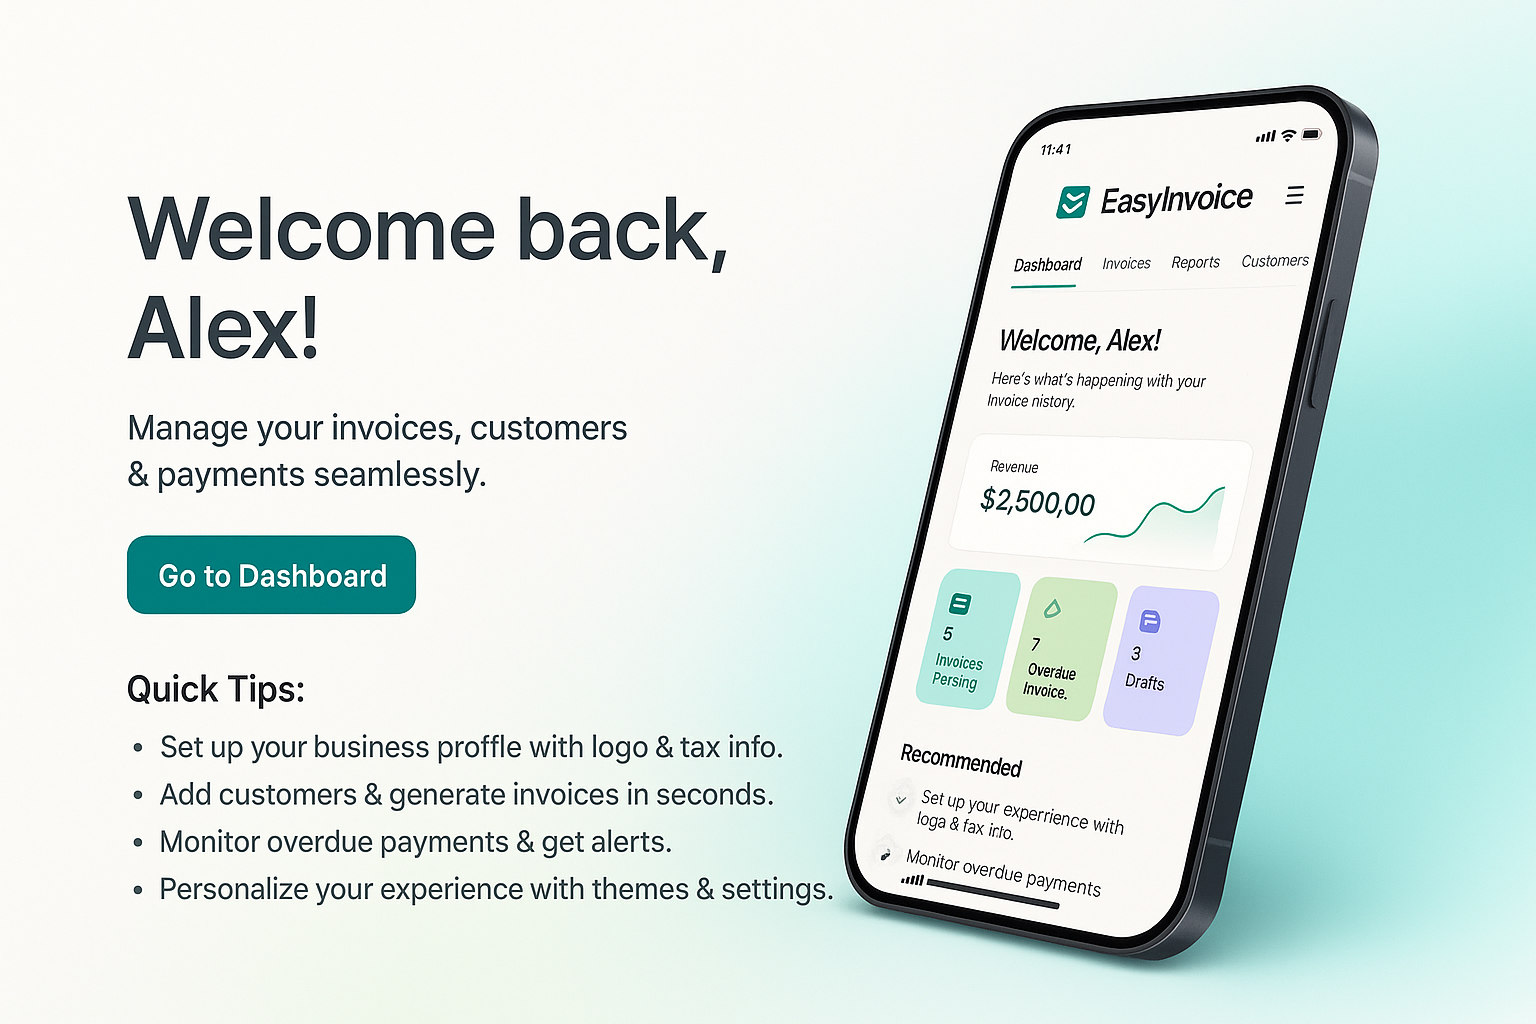 Welcome back,
Alex!
Manage your invoices, customers
& payments seamlessly.
Go to Dashboard
Quick Tips:
• Set up your business proffle with logo & tax info.
• Add customers & generate invoices in seconds.
• Monitor overdue payments & get alerts.
• Personalize your experience with themes & settings.
11:41
EasyInvoice
Dashboard Invoices Reports Customers
Welcome, Alex!
Here's what's happening with your
Invoice nistory.
Revenue
$2,500,00
5
Invoices
Persing
7
Overdue
Invoice.
3
Drafts
Recommended
Set up your experrience with
loga & fax info.
Monitor overdue payments